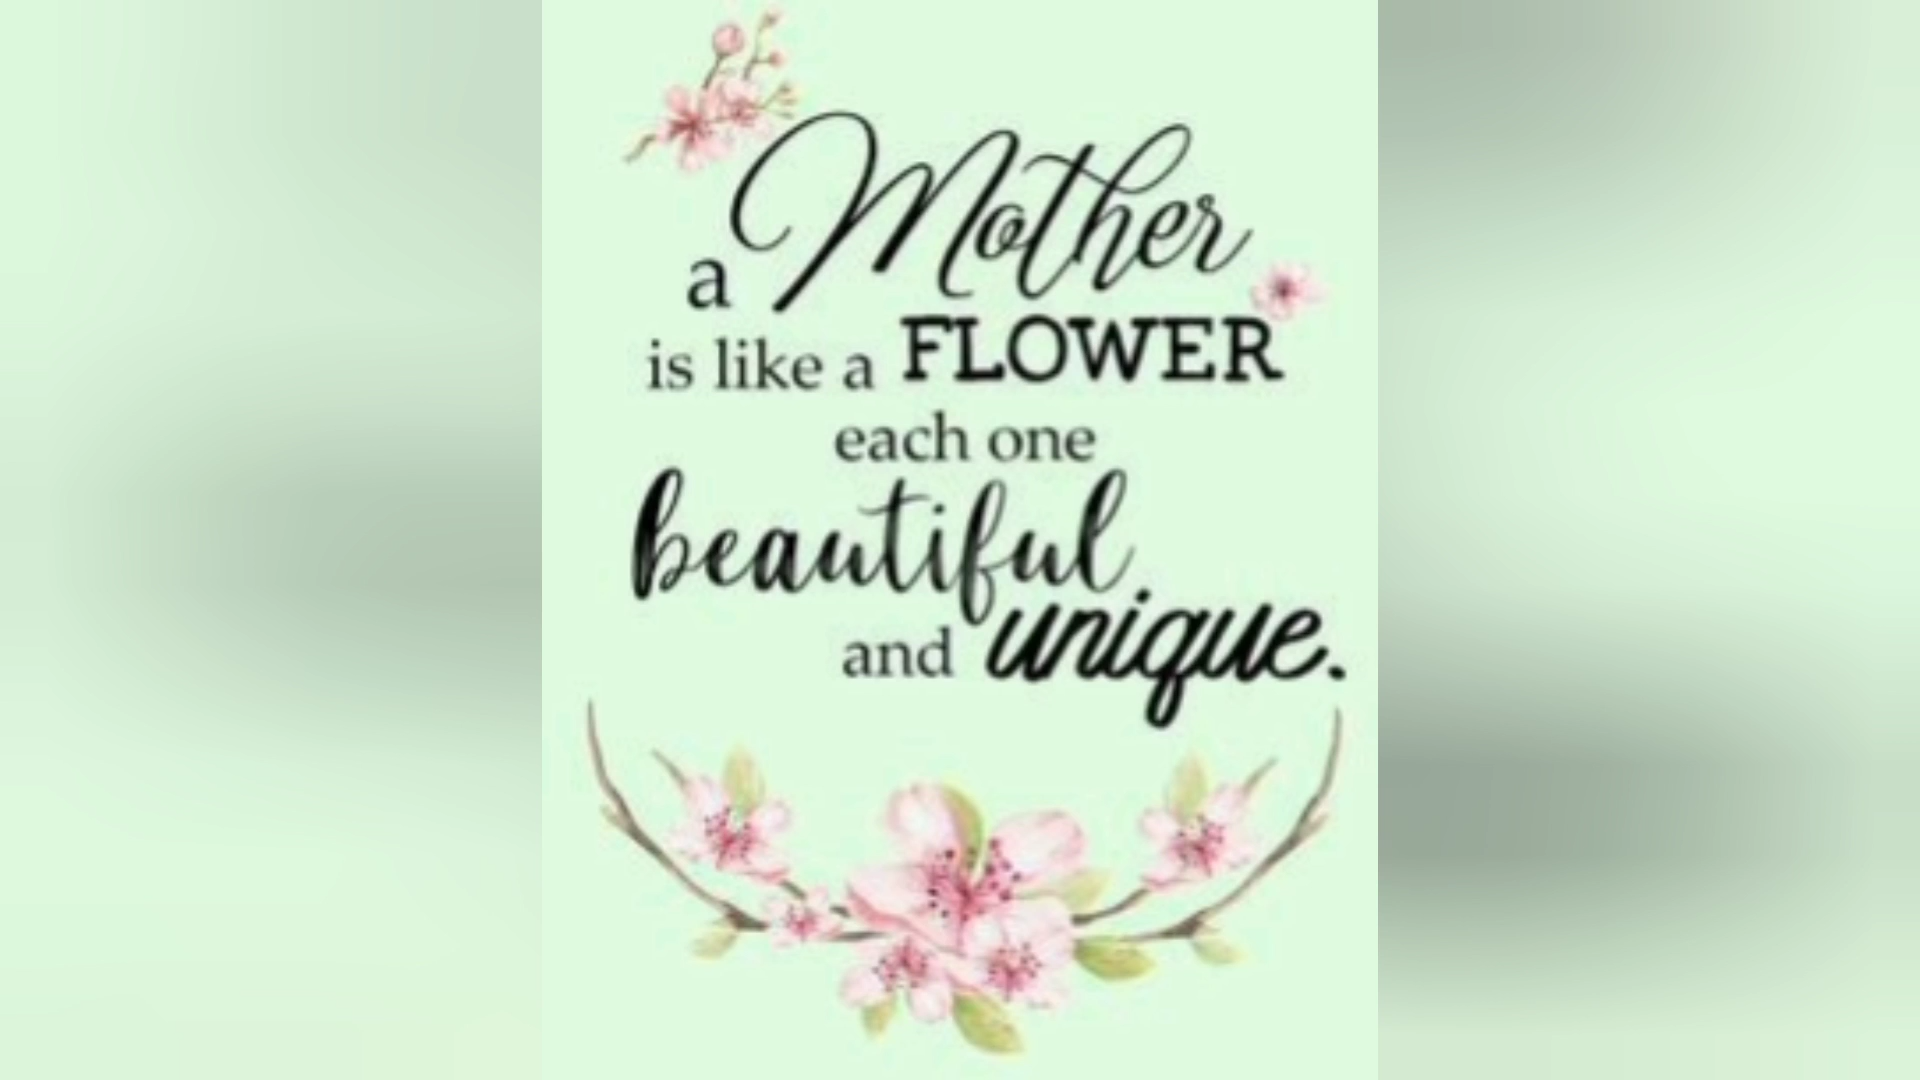 a Mother
is like a FLOWER
each one
beautiful
and unique.